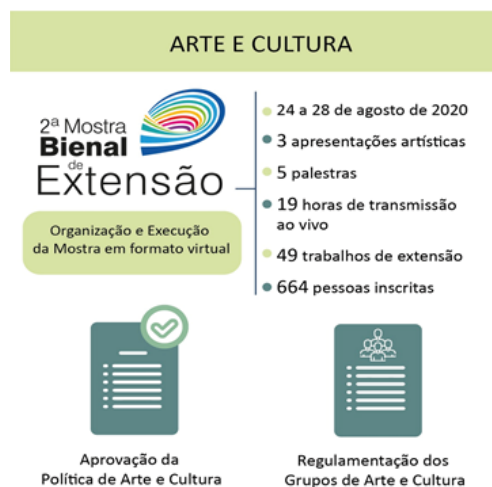 ARTE E CULTURA
2ª Mostra
Bienal
de
Extensão
Organização e Execução
da Mostra em formato virtual
24 a 28 de agosto de 2020
3 apresentações artísticas
5 palestras
19 horas de transmissão
ao vivo
49 trabalhos de extensão
664 pessoas inscritas
Aprovação da
Política de Arte e Cultura
Regulamentação dos
Grupos de Arte e Cultura